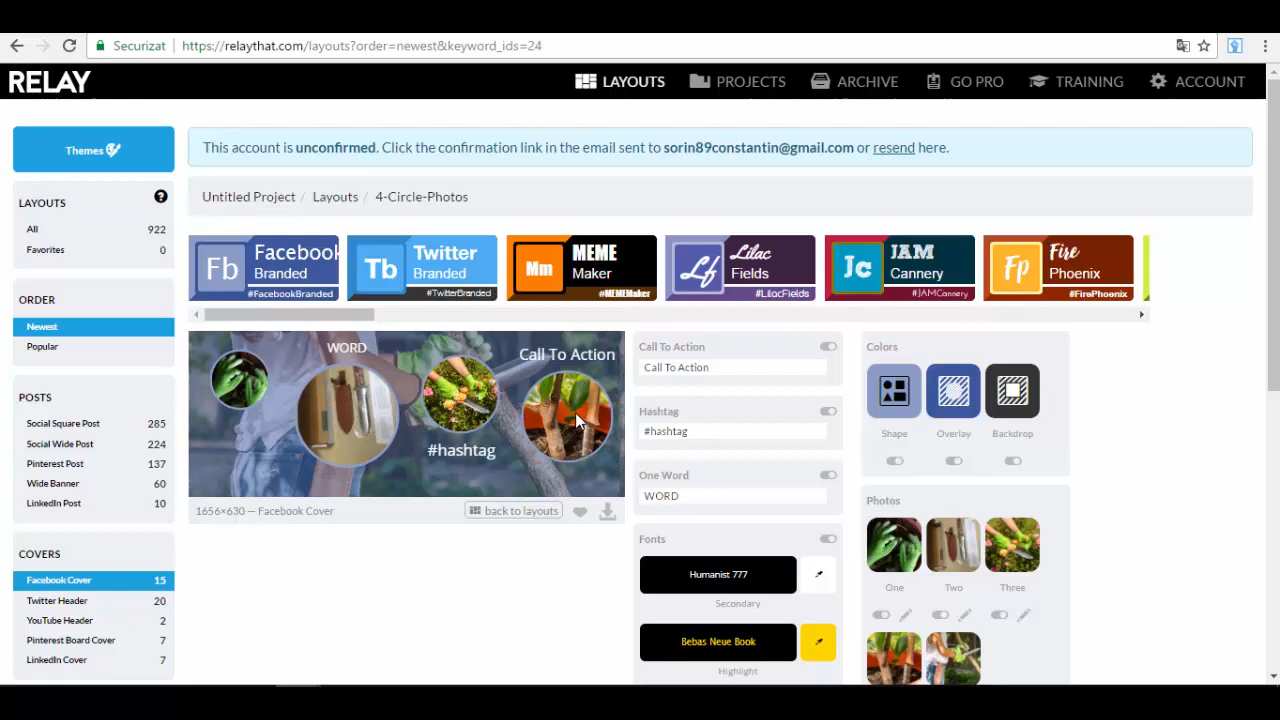 Securizat
https://relaythat.com/layouts?order=newest&keyword_ids=24
RELAY
LAYOUTS
PROJECTS
ARCHIVE
GO PRO
TRAINING
ACCOUNT
Themes
This account is unconfirmed. Click the confirmation link in the email sent to sorin89constantin@gmail.com or resend here.
LAYOUTS
All 922
Favorites 0
Untitled Project / Layouts / 4-Circle-Photos
Fb
Facebook
Branded
#FacebookBranded
Tb
Twitter
Branded
#TwitterBranded
Mm
MEME
Maker
#MEMEMaker
Lf
Lilac
Fields
#LilacFields
Jc
JAM
Cannery
#JAMCannery
Fp
Fire
Phoenix
#FirePhoenix
ORDER
Newest
Popular
POSTS
Social Square Post 285
Social Wide Post 224
Pinterest Post 137
Wide Banner 60
LinkedIn Post 10
COVERS
Facebook Cover 15
Twitter Header 20
YouTube Header 2
Pinterest Board Cover 7
LinkedIn Cover 7
WORD
Call To Action
#hashtag
1656×630 — Facebook Cover
back to layouts
Call To Action
Call To Action
Hashtag
#hashtag
One Word
WORD
Fonts
Humanist 777
Secondary
Bebas Neue Book
Highlight
Colors
Shape
Overlay
Backdrop
Photos
One
Two
Three